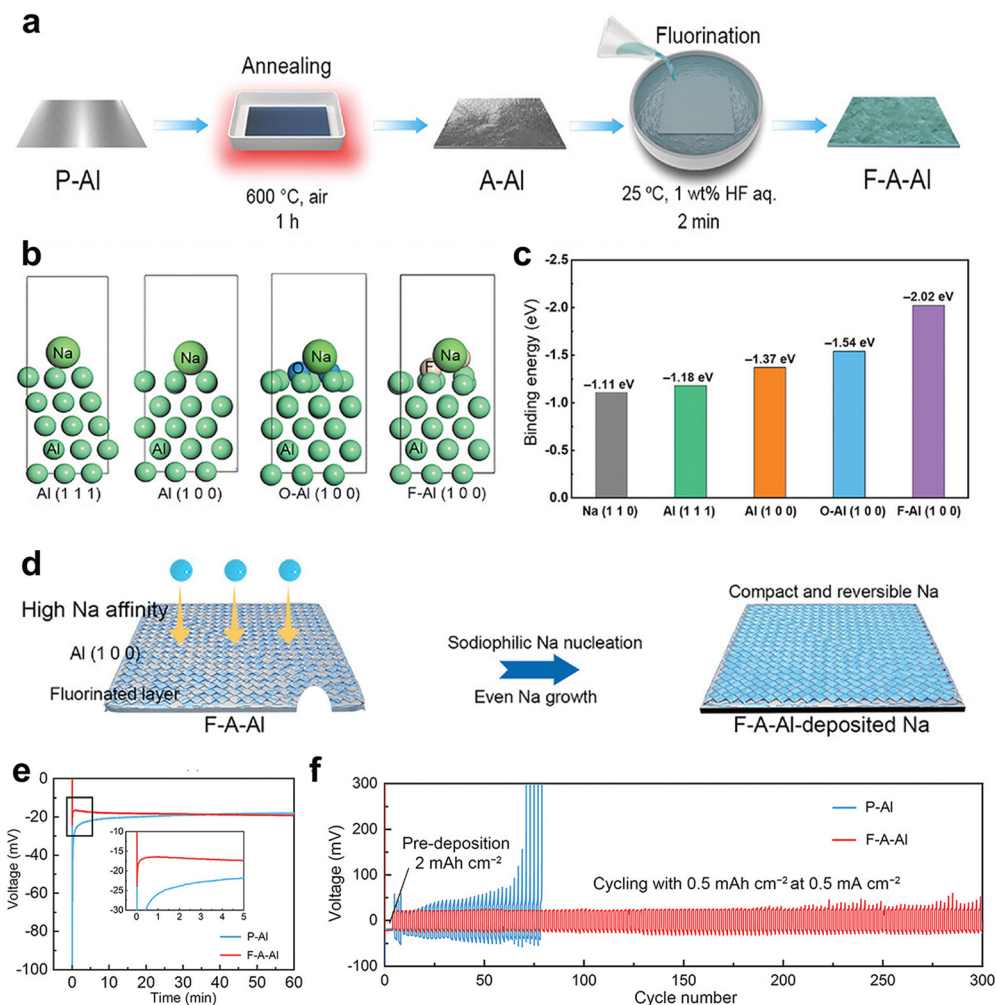 a
Annealing
Fluorination
P-Al
600 °C, air
1 h
A-Al
25 °C, 1 wt% HF aq.
2 min
F-A-Al
b
Na
Al
Al (1 1 1)
Na
Al
Al (1 0 0)
Na
O
Al
O-Al (1 0 0)
Na
F
Al
F-Al (1 0 0)
c
Binding energy (eV)
-2.5
-2.0
-1.5
-1.0
-0.5
0.0
−1.11 eV
−1.18 eV
−1.37 eV
−1.54 eV
−2.02 eV
Na (1 1 0)
Al (1 1 1)
Al (1 0 0)
O-Al (1 0 0)
F-Al (1 0 0)
d
High Na affinity
Al (1 0 0)
Fluorinated layer
F-A-Al
Sodiophilic Na nucleation
Even Na growth
Compact and reversible Na
F-A-Al-deposited Na
e
Voltage (mV)
0
-20
-40
-60
-80
-100
-10
-15
-20
-25
-30
0 1 2 3 4 5
P-Al
F-A-Al
0 10 20 30 40 50 60
Time (min)
f
Voltage (mV)
300
200
100
0
-100
Pre-deposition
2 mAh cm⁻²
P-Al
F-A-Al
Cycling with 0.5 mAh cm⁻² at 0.5 mA cm⁻²
0 50 100 150 200 250 300
Cycle number